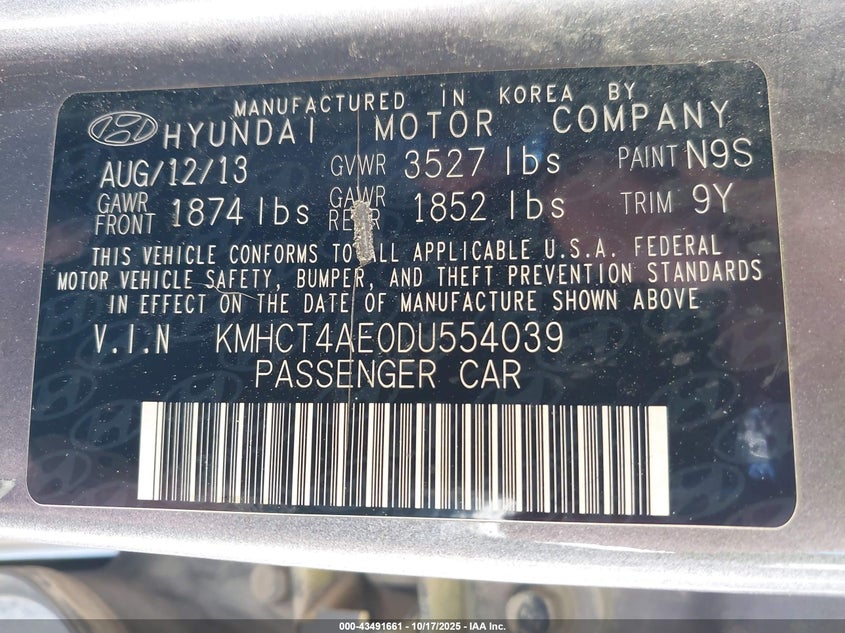 MANUFACTURED IN KOREA BY
HYUNDAI MOTOR COMPANY
AUG/12/13 GVWR 3527 lbs PAINT N9S
GAWR FRONT 1874 lbs GAWR REAR 1852 lbs TRIM 9Y
THIS VEHICLE CONFORMS TO ALL APPLICABLE U.S.A. FEDERAL
MOTOR VEHICLE SAFETY, BUMPER, AND THEFT PREVENTION STANDARDS
IN EFFECT ON THE DATE OF MANUFACTURE SHOWN ABOVE
V.I.N KMHCT4AE0DU554039
PASSENGER CAR
000-43491661 | 10/17/2025 - IAA Inc.